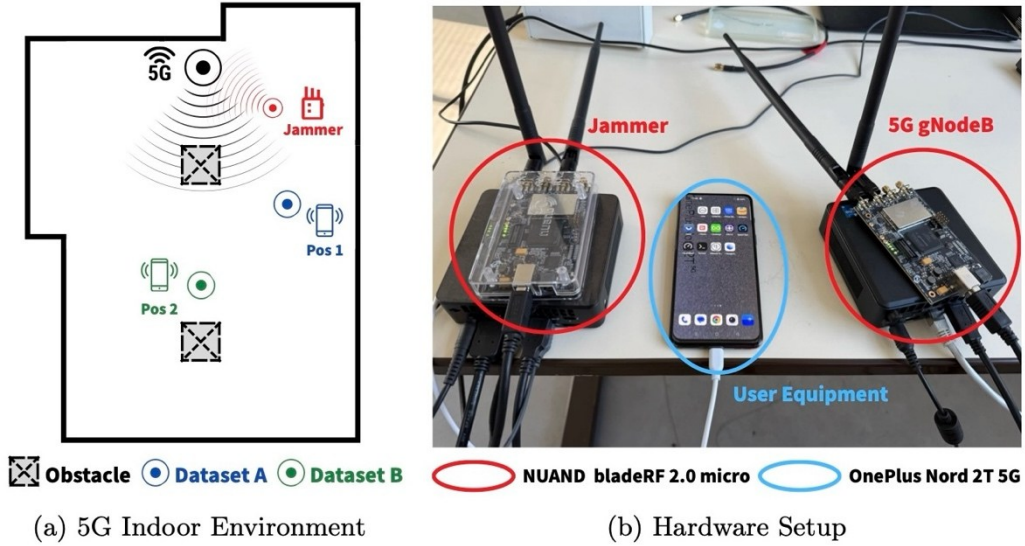 5G
Jammer
Pos 1
Pos 2
Obstacle
Dataset A
Dataset B
(a) 5G Indoor Environment
Jammer
5G gNodeB
User Equipment
NUAND bladeRF 2.0 micro
OnePlus Nord 2T 5G
(b) Hardware Setup